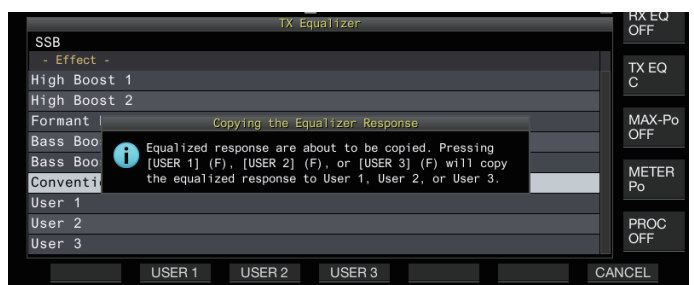 TX Equalizer
SSB
- Effect -
High Boost 1
High Boost 2
Formant
Bass Boo
Bass Boo
Conventi
User 1
User 2
User 3
Copying the Equalizer Response
Equalized response are about to be copied. Pressing
[USER 1] (F), [USER 2] (F), or [USER 3] (F) will copy
the equalized response to User 1, User 2, or User 3.
RX EQ
OFF
TX EQ
C
MAX-Po
OFF
METER
Po
PROC
OFF
USER 1
USER 2
USER 3
CANCEL